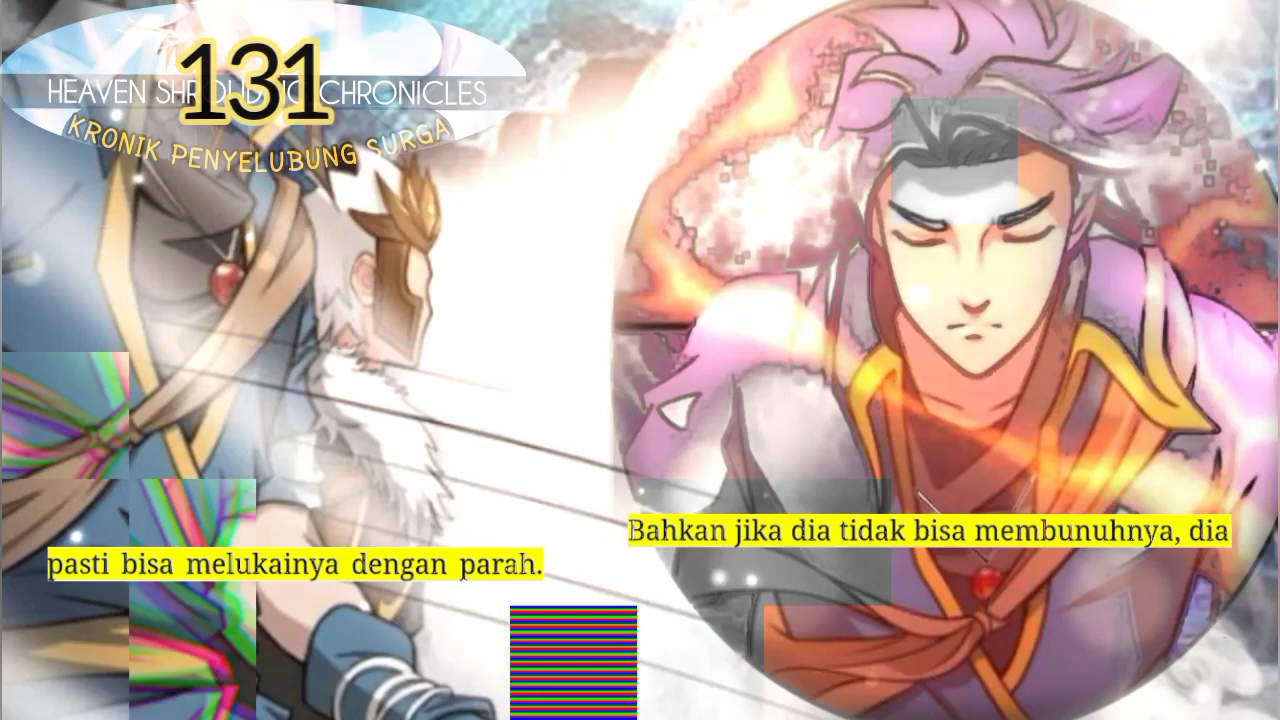 131
HEAVEN SHROUDING CHRONICLES
KRONIK PENYELUBUNG SURGA
Bahkan jika dia tidak bisa membunuhnya, dia
pasti bisa melukainya dengan parah.